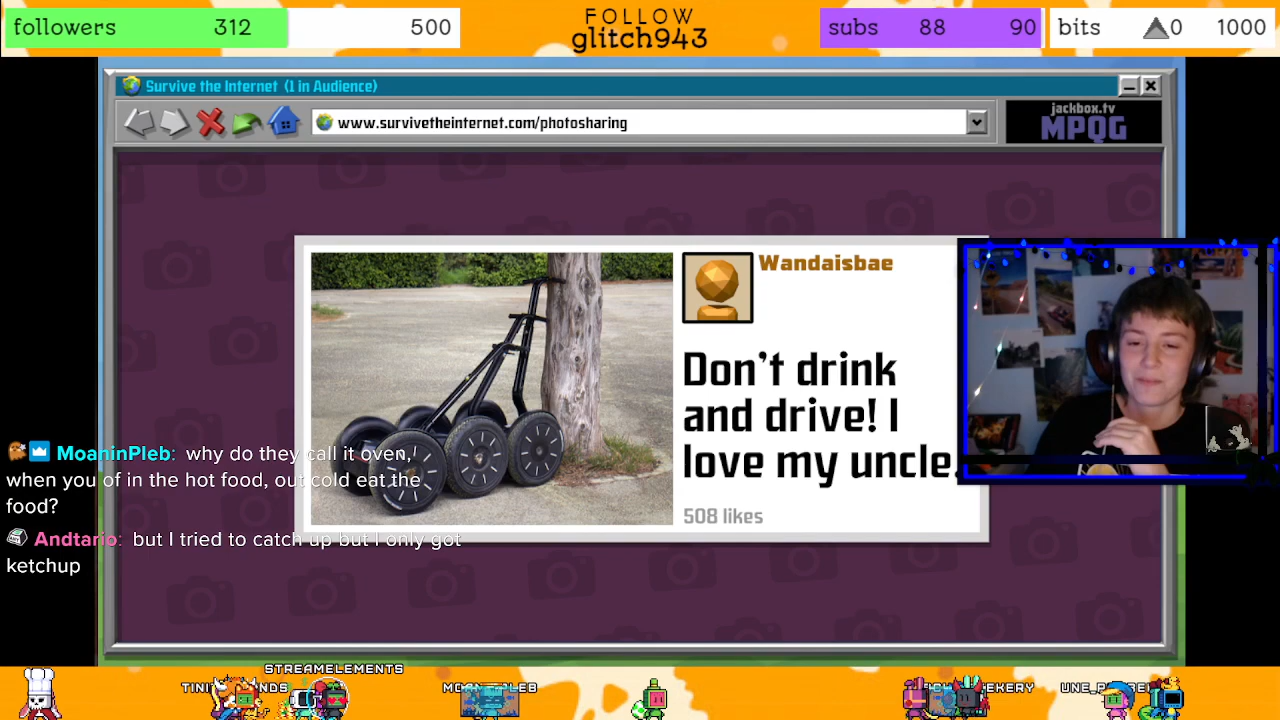 followers 312 500
FOLLOW
glitch943
subs 88 90
bits 0 1000
Survive the Internet (1 in Audience)
www.survivetheinternet.com/photosharing
jackbox.tv
MPQG
Wandaisbae
Don't drink
and drive! I
love my uncle.
508 likes
MoaninPleb: why do they call it oven,
when you of in the hot food, out cold eat the
food?
Andtario: but I tried to catch up but I only got
ketchup
STREAMELEMENTS